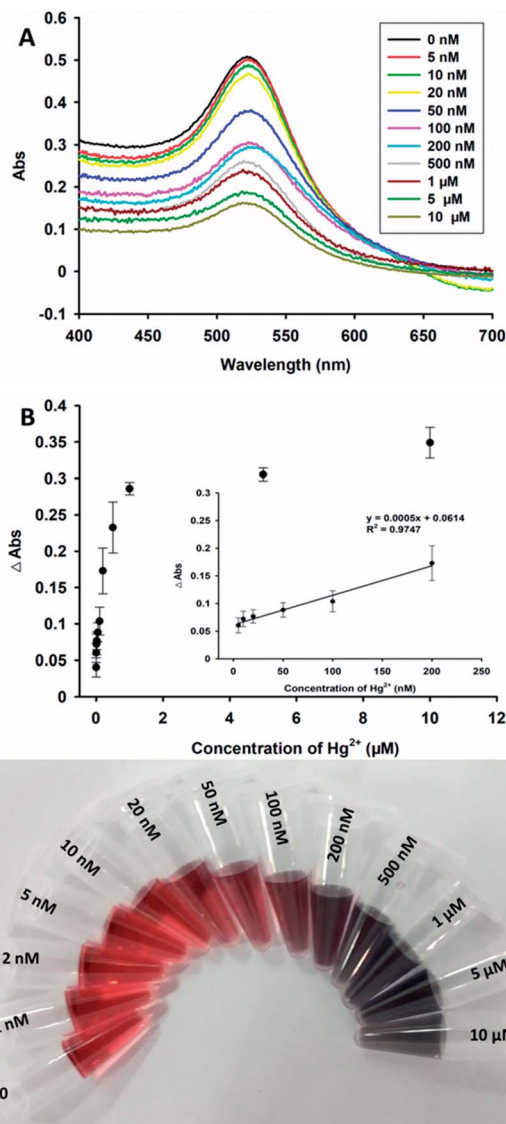 A
0.6
0.5
0.4
0.3
0.2
0.1
0
-0.1
Abs
400
450
500
550
600
650
700
Wavelength (nm)
0 nM
5 nM
10 nM
20 nM
50 nM
100 nM
200 nM
500 nM
1 µM
5 µM
10 µM
B
0.4
0.35
0.3
0.25
0.2
0.15
0.1
0.05
0
△ Abs
0
2
4
6
8
10
12
Concentration of Hg²⁺ (µM)
0.3
0.25
0.2
0.15
0.1
0.05
0
△ Abs
y = 0.0005x + 0.0614
R² = 0.9747
0
50
100
150
200
250
Concentration of Hg²⁺ (nM)
0
nM
2 nM
5 nM
10 nM
20 nM
50 nM
100 nM
200 nM
500 nM
1 µM
5 µM
10 µM